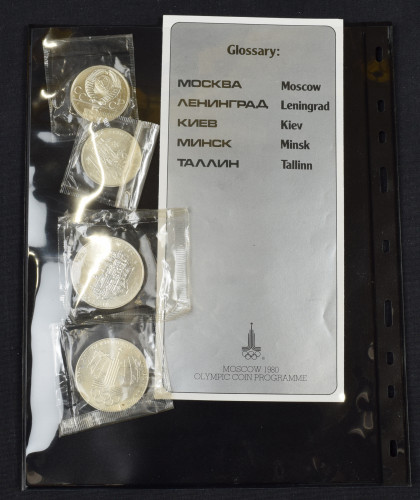 Glossary:
МОСКВА Moscow
ЛЕНИНГРАД Leningrad
КИЕВ Kiev
МИНСК Minsk
ТАЛЛИН Tallinn
MOSCOW 1980
OLYMPIC COIN PROGRAMME